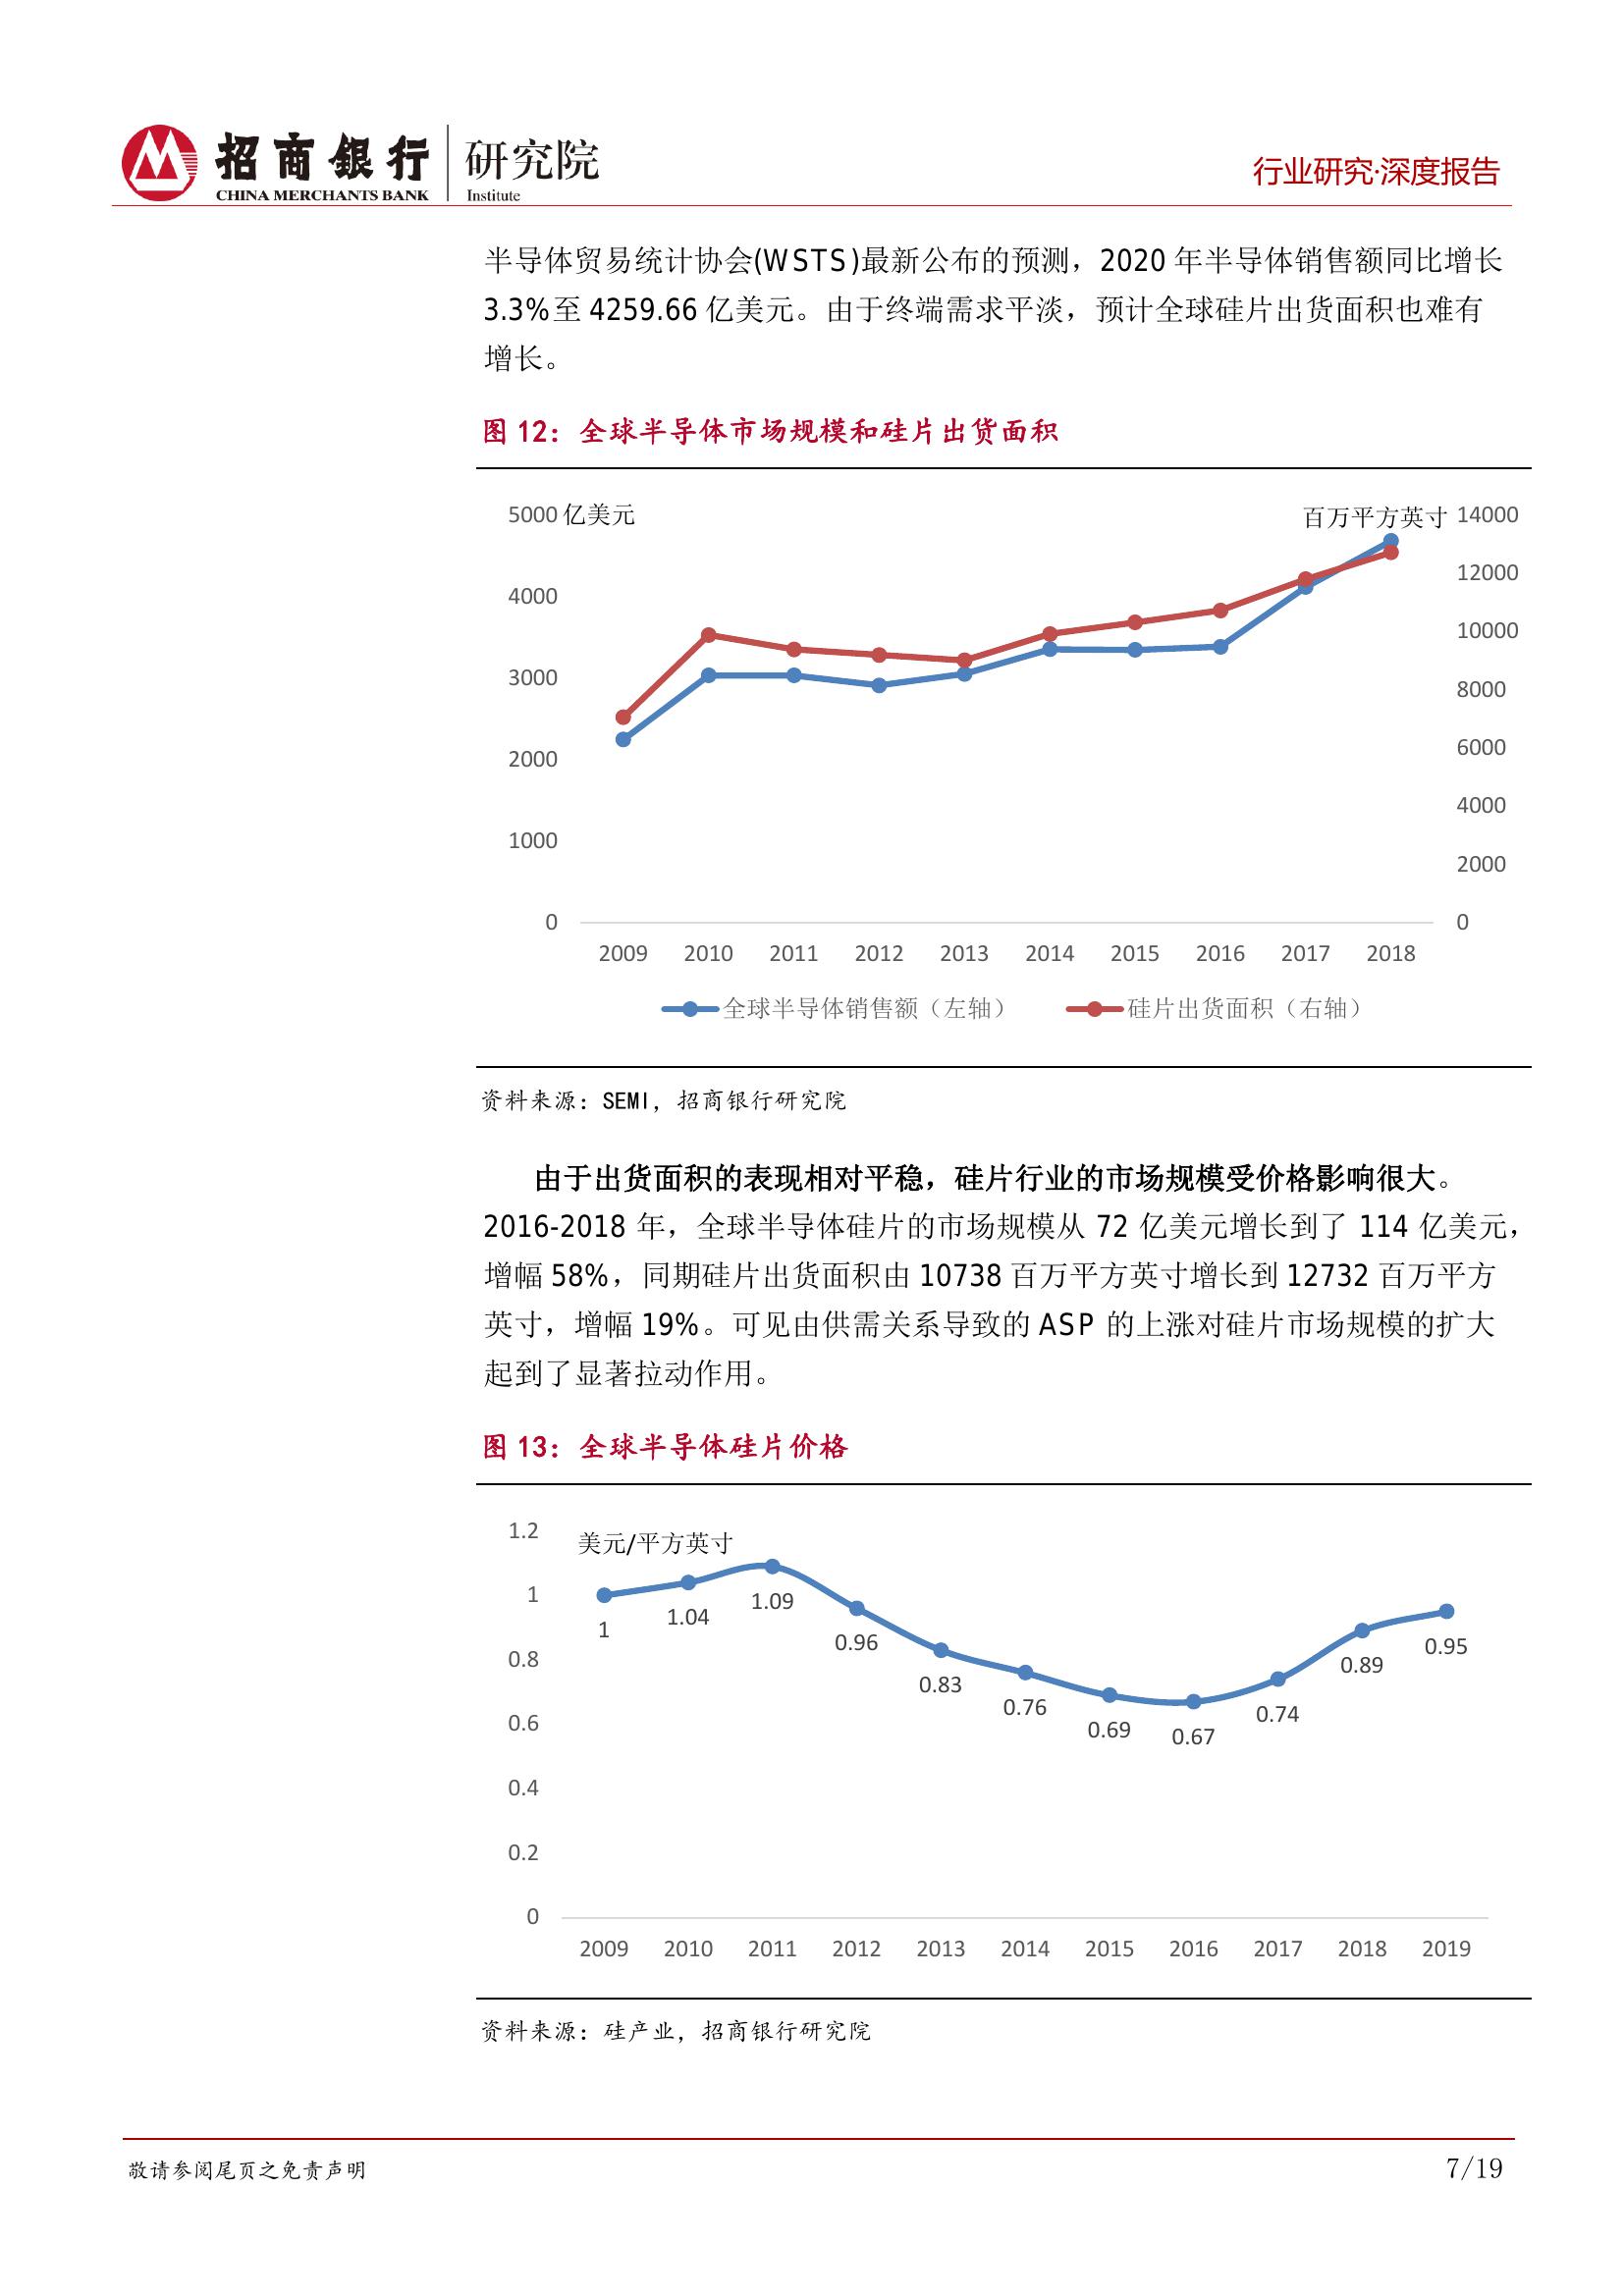 招商银行 研究院
CHINA MERCHANTS BANK Institute
行业研究·深度报告
半导体贸易统计协会(WSTS)最新公布的预测，2020 年半导体销售额同比增长
3.3%至 4259.66 亿美元。由于终端需求平淡，预计全球硅片出货面积也难有
增长。
图 12：全球半导体市场规模和硅片出货面积
5000 亿美元 百万平方英寸 14000
12000
4000
10000
3000
8000
2000
6000
4000
1000
2000
0 0
2009 2010 2011 2012 2013 2014 2015 2016 2017 2018
全球半导体销售额（左轴） 硅片出货面积（右轴）
资料来源：SEMI，招商银行研究院
由于出货面积的表现相对平稳，硅片行业的市场规模受价格影响很大。
2016-2018 年，全球半导体硅片的市场规模从 72 亿美元增长到了 114 亿美元，
增幅 58%，同期硅片出货面积由 10738 百万平方英寸增长到 12732 百万平方
英寸，增幅 19%。可见由供需关系导致的 ASP 的上涨对硅片市场规模的扩大
起到了显著拉动作用。
图 13：全球半导体硅片价格
1.2
美元/平方英寸
1
0.8
0.6
0.4
0.2
0
1 1.04 1.09 0.96 0.83 0.76 0.69 0.67 0.74 0.89 0.95
2009 2010 2011 2012 2013 2014 2015 2016 2017 2018 2019
资料来源：硅产业，招商银行研究院
敬请参阅尾页之免责声明
7/19